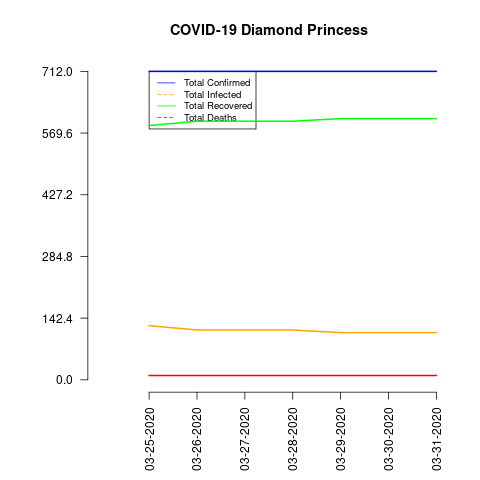 COVID-19 Diamond Princess
712.0
569.6
427.2
284.8
142.4
0.0
Total Confirmed
Total Infected
Total Recovered
Total Deaths
03-25-2020
03-26-2020
03-27-2020
03-28-2020
03-29-2020
03-30-2020
03-31-2020